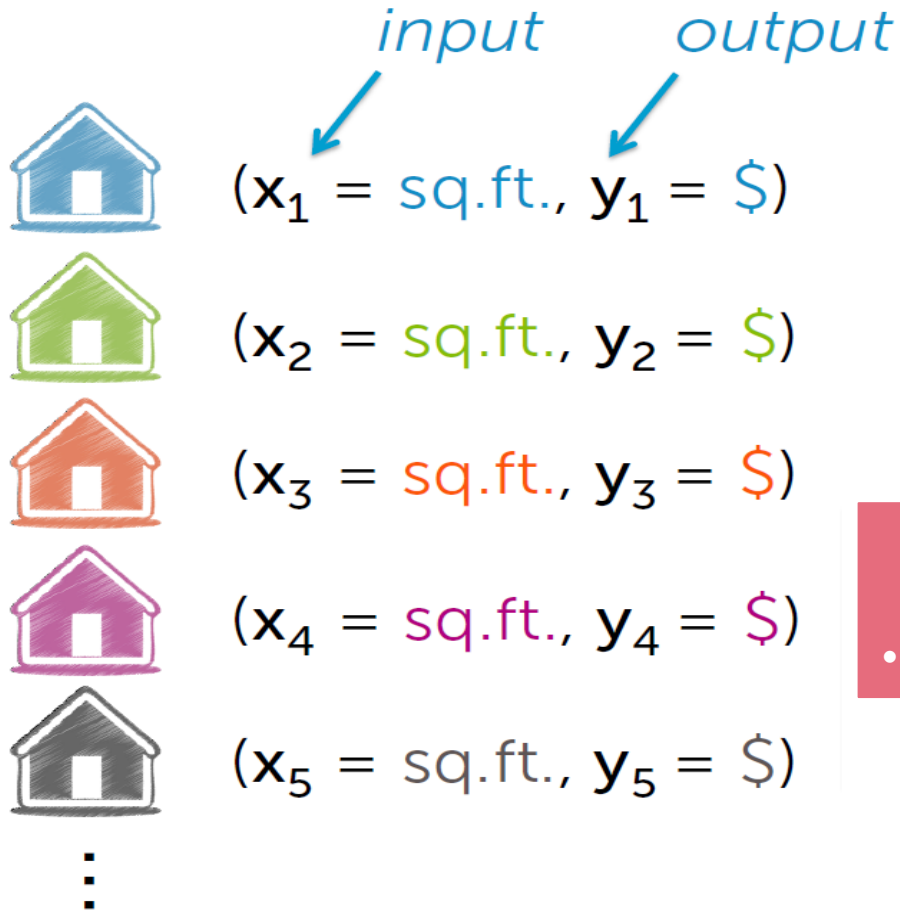 input output
(x₁ = sq.ft., y₁ = $)
(x₂ = sq.ft., y₂ = $)
(x₃ = sq.ft., y₃ = $)
(x₄ = sq.ft., y₄ = $)
(x₅ = sq.ft., y₅ = $)
⋮